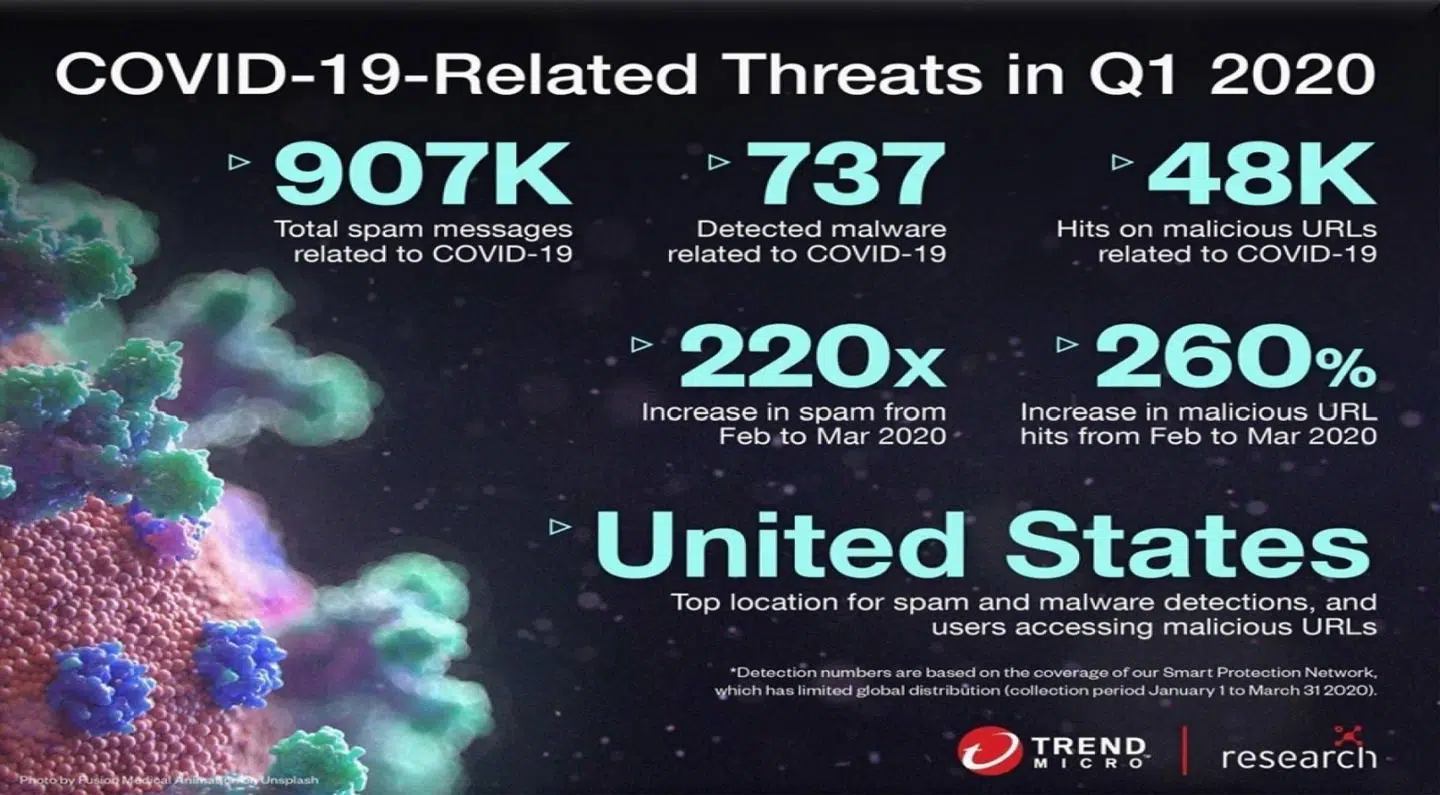 COVID-19-Related Threats in Q1 2020
907K
Total spam messages
related to COVID-19
737
Detected malware
related to COVID-19
48K
Hits on malicious URLs
related to COVID-19
220x
Increase in spam from
Feb to Mar 2020
260%
Increase in malicious URL
hits from Feb to Mar 2020
United States
Top location for spam and malware detections, and
users accessing malicious URLs
*Detection numbers are based on the coverage of our Smart Protection Network,
which has limited global distribution (collection period January 1 to March 31 2020).
TREND
MICRO™
research
Photo by Fusion Medical Animation on Unsplash